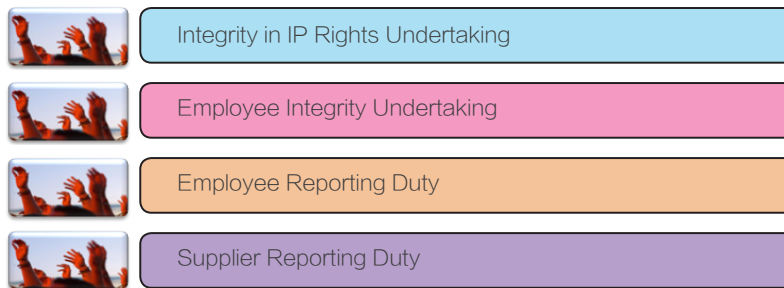 Integrity in IP Rights Undertaking
Employee Integrity Undertaking
Employee Reporting Duty
Supplier Reporting Duty